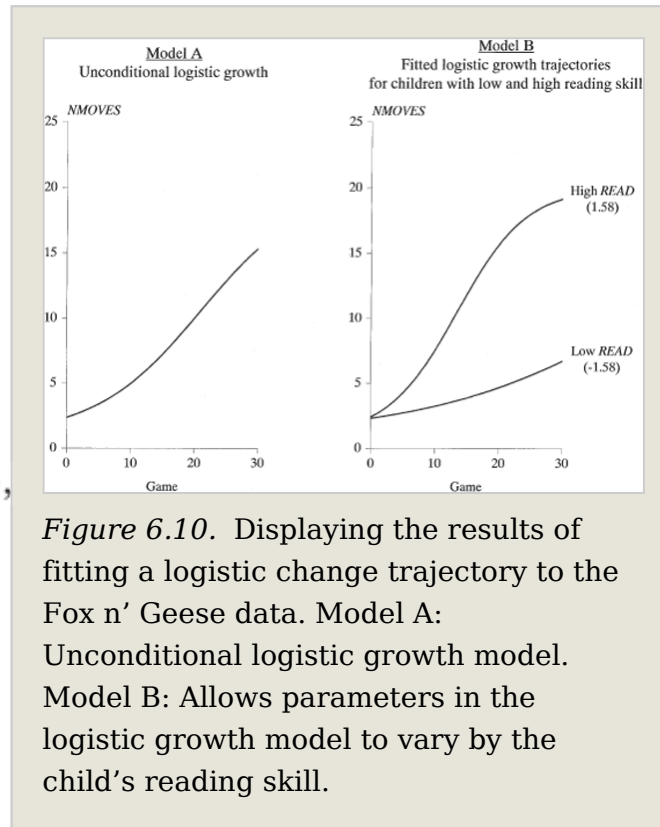 Model A
Unconditional logistic growth
NMOVES
25
20
15
10
5
0
0 10 20 30
Game
Model B
Fitted logistic growth trajectories
for children with low and high reading skill
NMOVES
25
20
15
10
5
0
High READ
(1.58)
Low READ
(-1.58)
0 10 20 30
Game
,
Figure 6.10. Displaying the results of
fitting a logistic change trajectory to the
Fox n’ Geese data. Model A:
Unconditional logistic growth model.
Model B: Allows parameters in the
logistic growth model to vary by the
child’s reading skill.